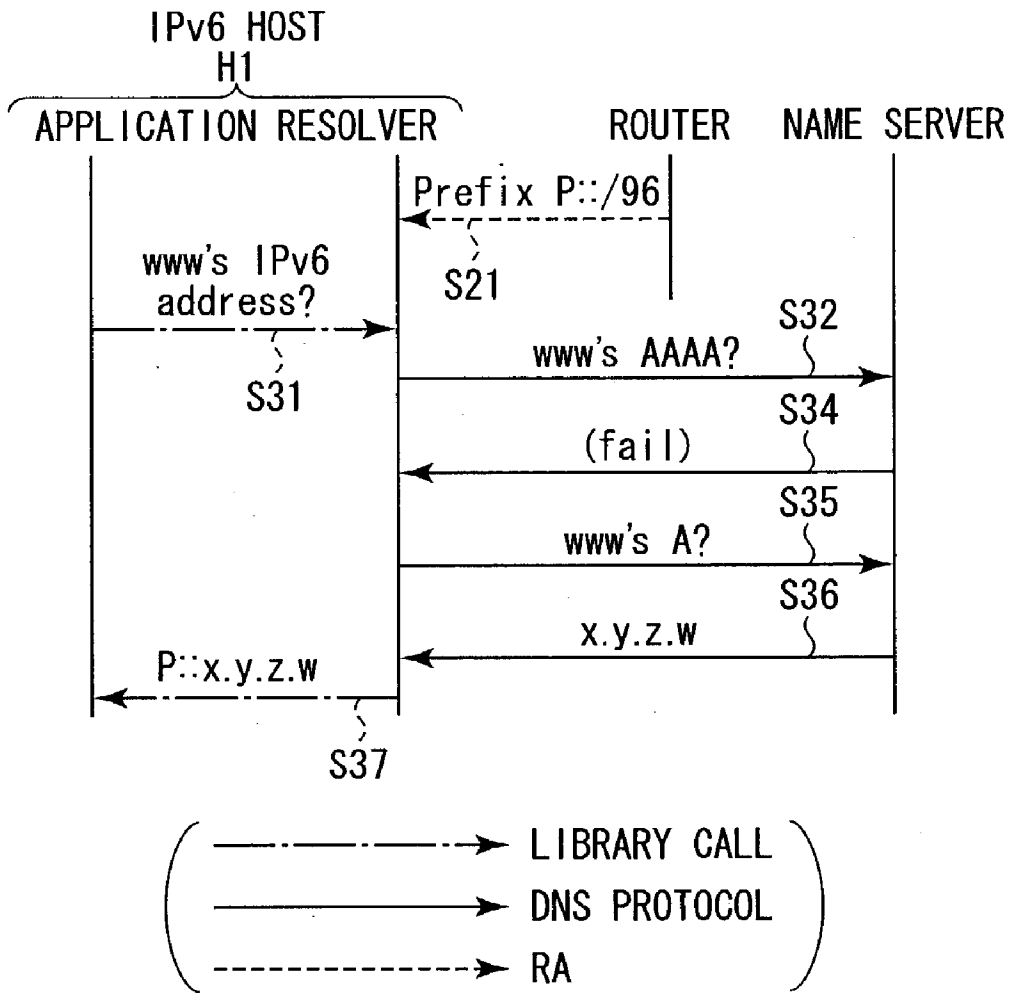 IPv6 HOST
H1
APPLICATION RESOLVER ROUTER NAME SERVER
Prefix P::/96
S21
www's IPv6
address?
S31
S32
www's AAAA?
S34
(fail)
S35
www's A?
S36
x.y.z.w
P::x.y.z.w
S37
LIBRARY CALL
DNS PROTOCOL
RA